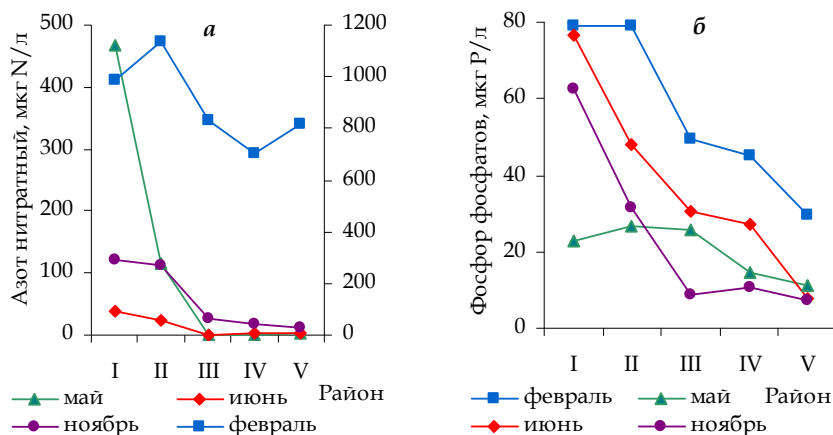 а
Азот нитратный, мкг N/л
500
400
300
200
100
0
1200
1000
800
600
400
200
0
I II III IV V
Район
май июнь
ноябрь февраль
б
Фосфор фосфатов, мкг P/л
80
60
40
20
0
I II III IV V
Район
февраль май
июнь ноябрь